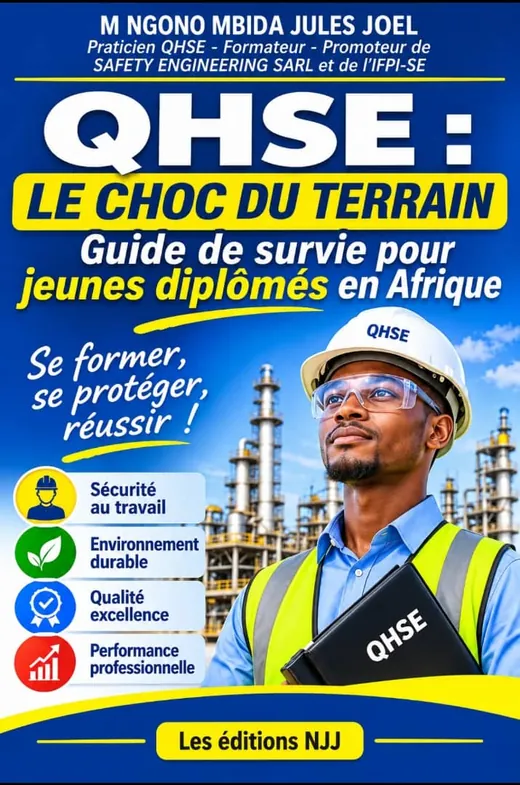 M NGONO MBIDA JULES JOEL
Praticien QHSE - Formateur - Promoteur de
SAFETY ENGINEERING SARL et de l'IFPI-SE
QHSE :
LE CHOC DU TERRAIN
Guide de survie pour
jeunes diplômés en Afrique
Se former,
se protéger,
réussir !
QHSE
Sécurité
au travail
Environnement
durable
Qualité
excellence
Performance
professionnelle
QHSE
Les éditions NJJ